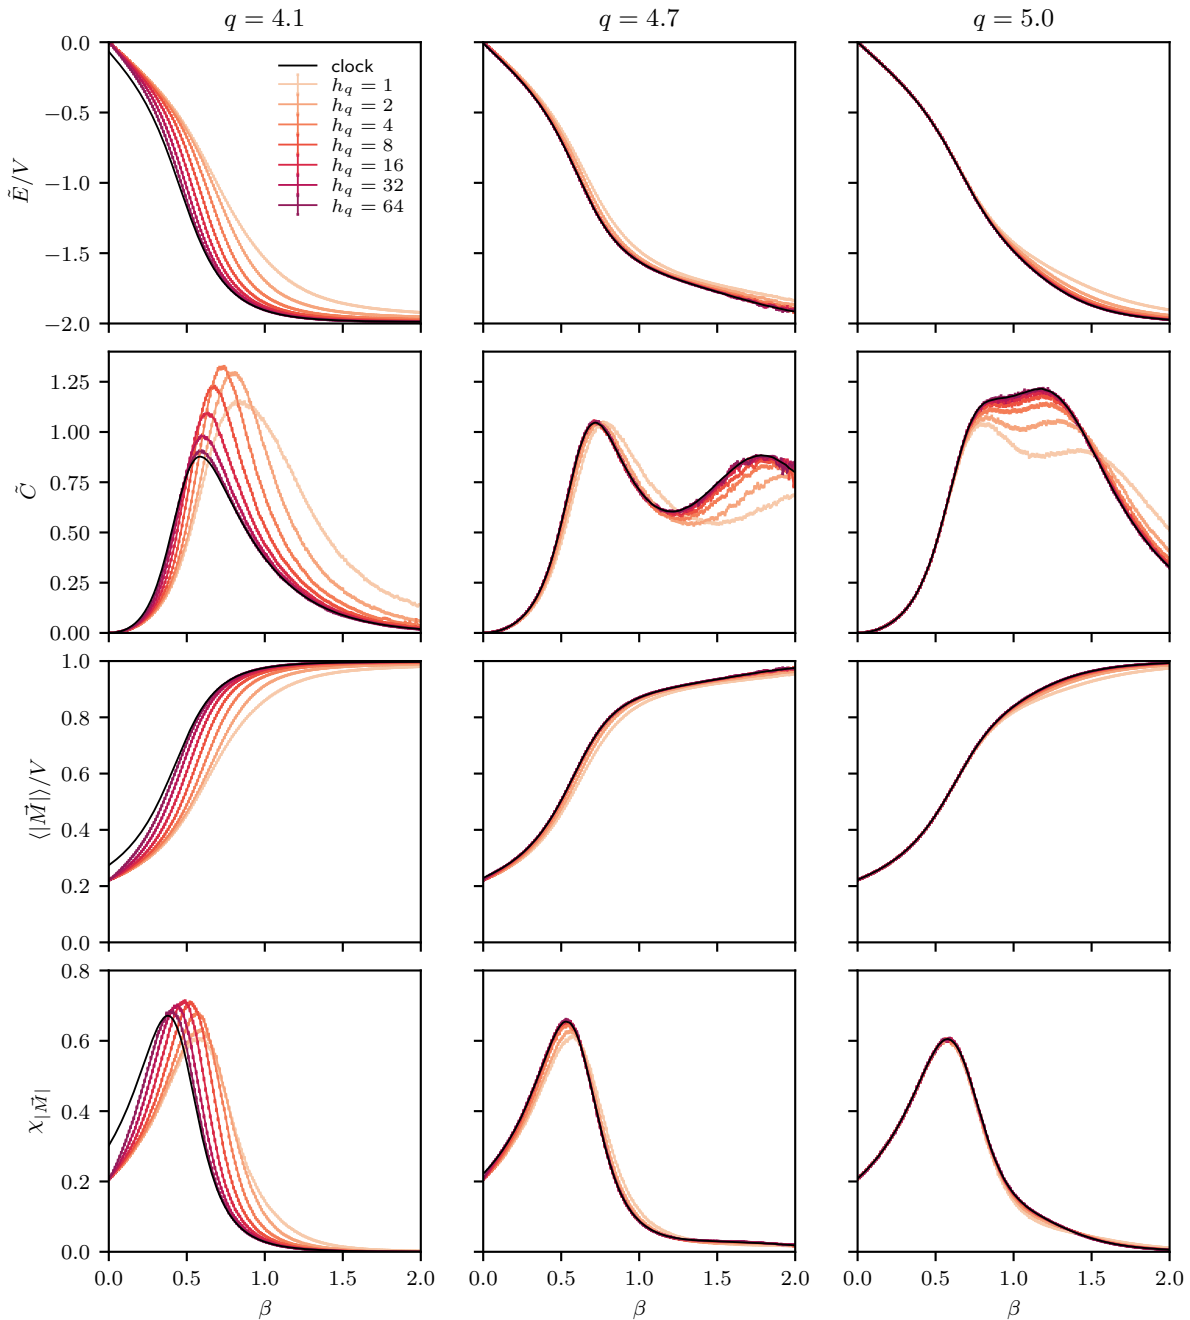 q = 4.1 q = 4.7 q = 5.0
0.0
−0.5
−1.0
−1.5
−2.0
Ẽ/V
clock
h_q = 1
h_q = 2
h_q = 4
h_q = 8
h_q = 16
h_q = 32
h_q = 64
1.25
1.00
0.75
0.50
0.25
0.00
C̃
1.0
0.8
0.6
0.4
0.2
0.0
⟨|M⃗|⟩/V
0.8
0.6
0.4
0.2
0.0
χ_|M⃗|
0.0 0.5 1.0 1.5 2.0 0.0 0.5 1.0 1.5 2.0 0.0 0.5 1.0 1.5 2.0
β β β